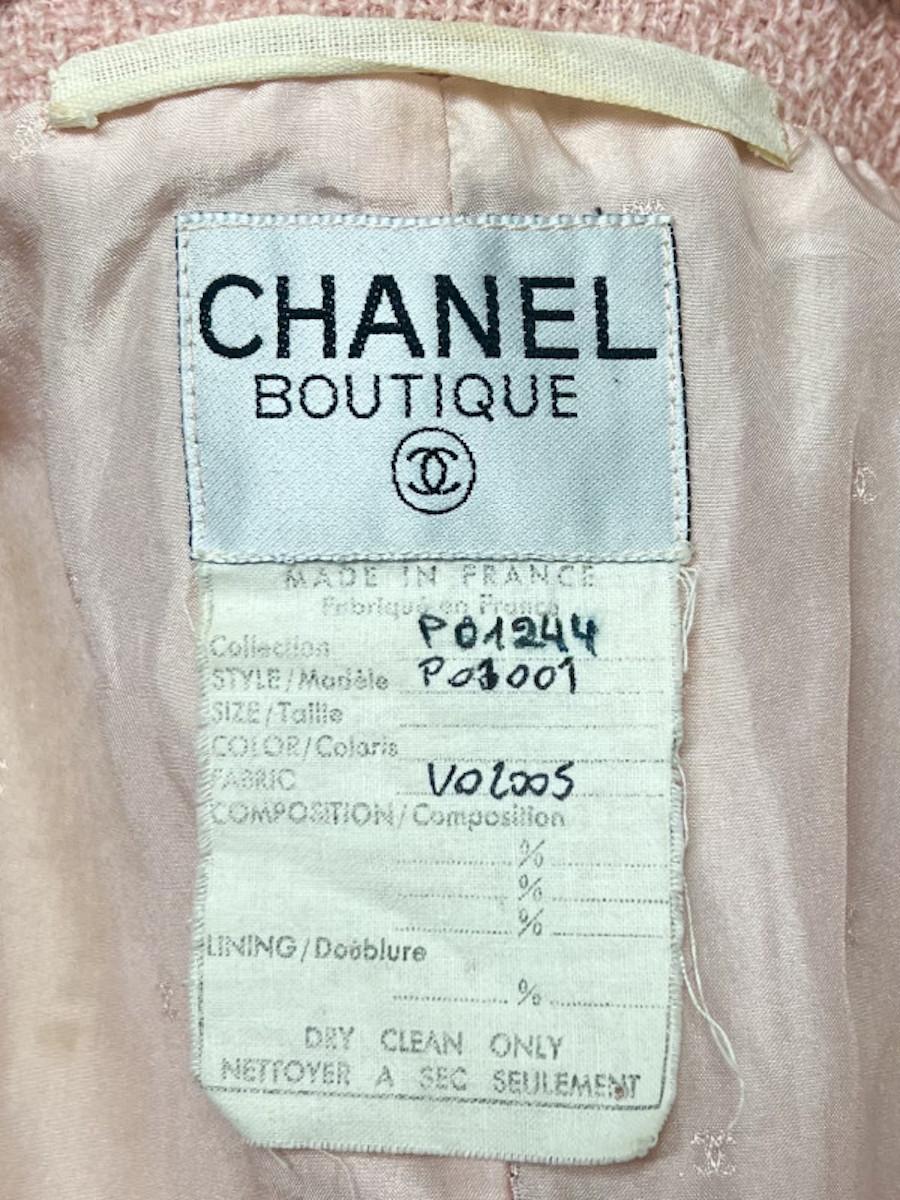 CHANEL
BOUTIQUE
MADE IN FRANCE
Fabriqué en France
Collection P01244
STYLE/Modèle P01001
SIZE/Taille
COLOR/Coloris
FABRIC V02005
COMPOSITION/Composition
%
%
%
LINING/Doublure
%
DRY CLEAN ONLY
NETTOYER A SEC SEULEMENT